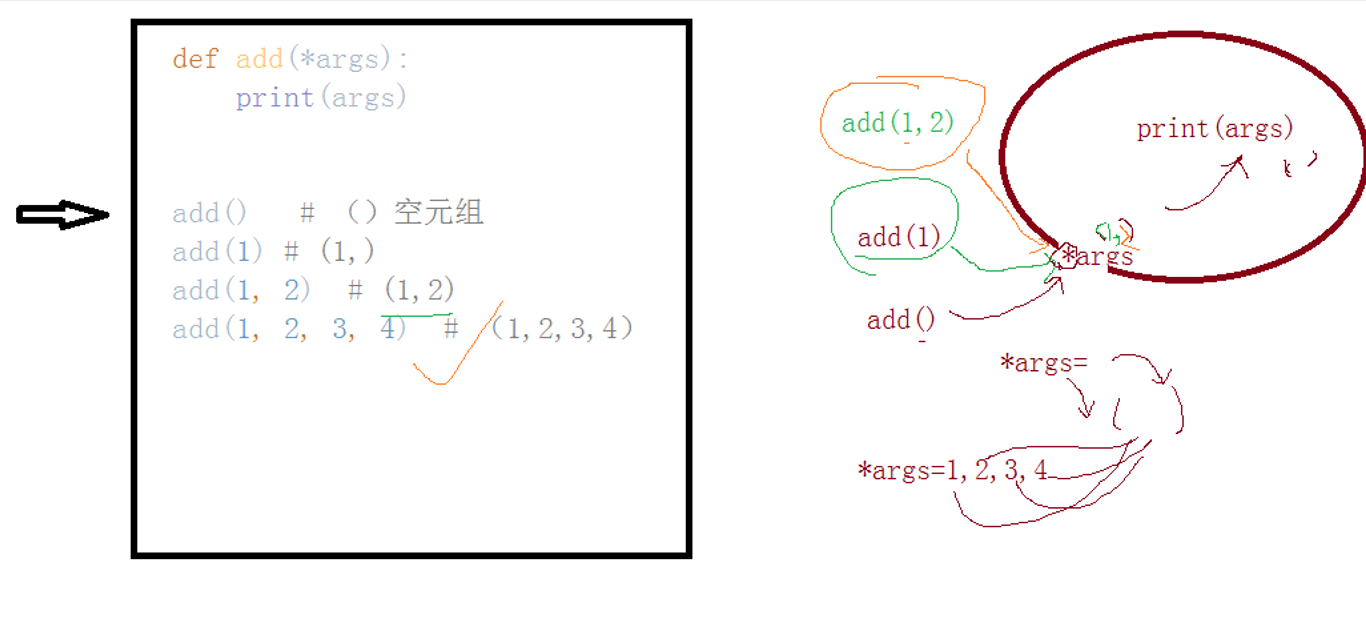 def add(*args):
    print(args)
add()   # （）空元组
add(1) # (1,)
add(1, 2)  # (1,2)
add(1, 2, 3, 4)  # （1,2,3,4）
add(1,2)
print(args)
add(1)
*args
add()
*args=
*args=1,2,3,4